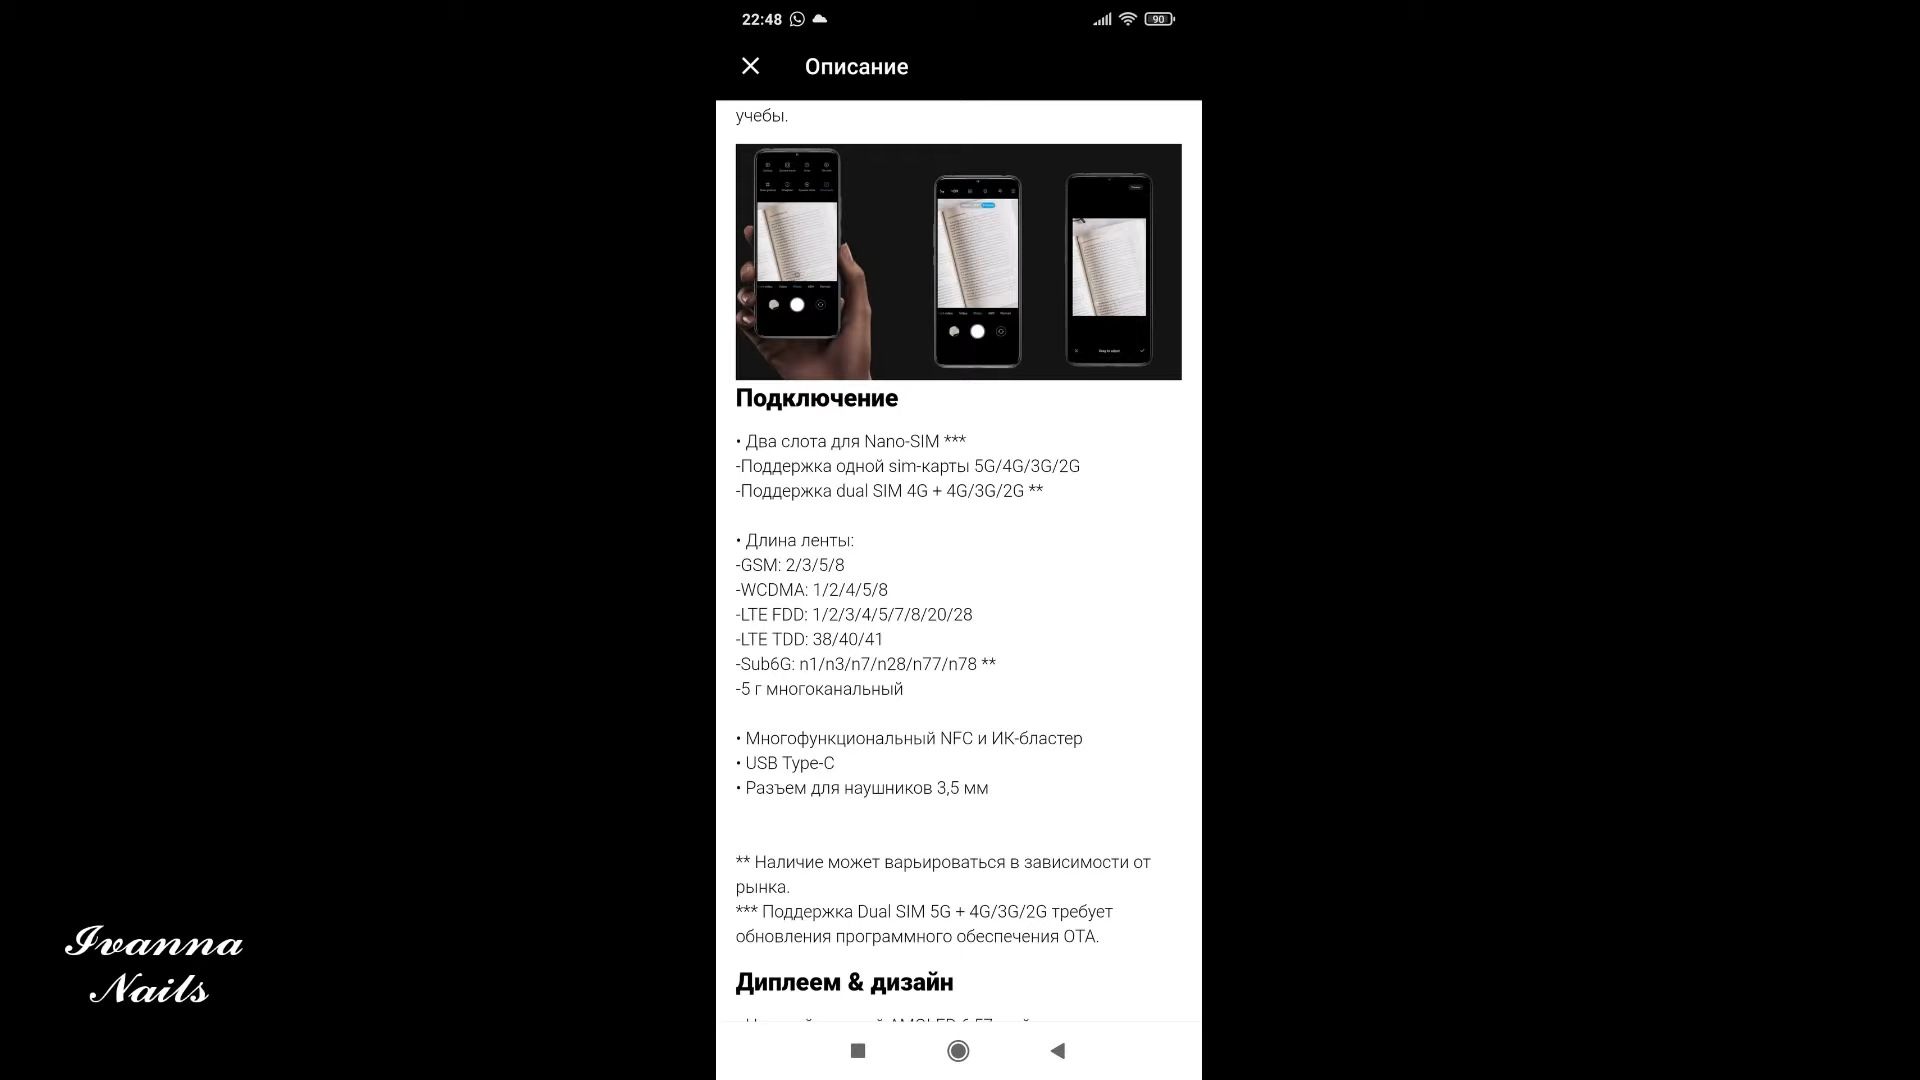 22:48
90
Описание
учебы.
Подключение
• Два слота для Nano-SIM ***
-Поддержка одной sim-карты 5G/4G/3G/2G
-Поддержка dual SIM 4G + 4G/3G/2G **
• Длина ленты:
-GSM: 2/3/5/8
-WCDMA: 1/2/4/5/8
-LTE FDD: 1/2/3/4/5/7/8/20/28
-LTE TDD: 38/40/41
-Sub6G: n1/n3/n7/n28/n77/n78 **
-5 г многоканальный
• Многофункциональный NFC и ИК-бластер
• USB Type-C
• Разъем для наушников 3,5 мм
** Наличие может варьироваться в зависимости от
рынка.
*** Поддержка Dual SIM 5G + 4G/3G/2G требует
обновления программного обеспечения OTA.
Диплеем & дизайн
Ivanna
Nails